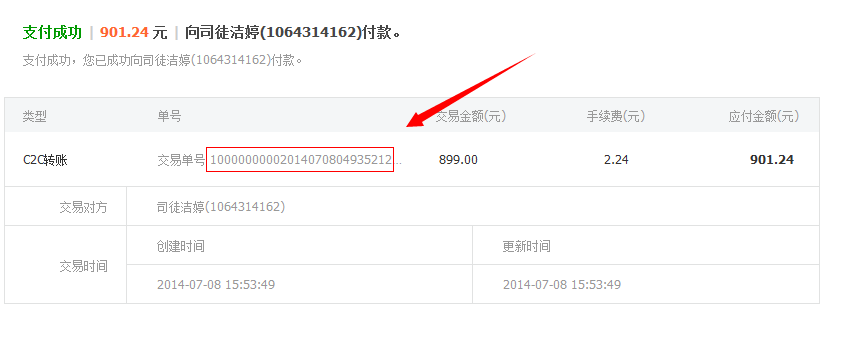 支付成功 | 901.24 元 | 向司徒洁婷(1064314162)付款。
支付成功，您已成功向司徒洁婷(1064314162)付款。
类型 单号 交易金额(元) 手续费(元) 应付金额(元)
C2C转账 交易单号 1000000000201407080493521​2... 899.00 2.24 901.24
交易对方 司徒洁婷(1064314162)
交易时间 创建时间 更新时间
2014-07-08 15:53:49 2014-07-08 15:53:49